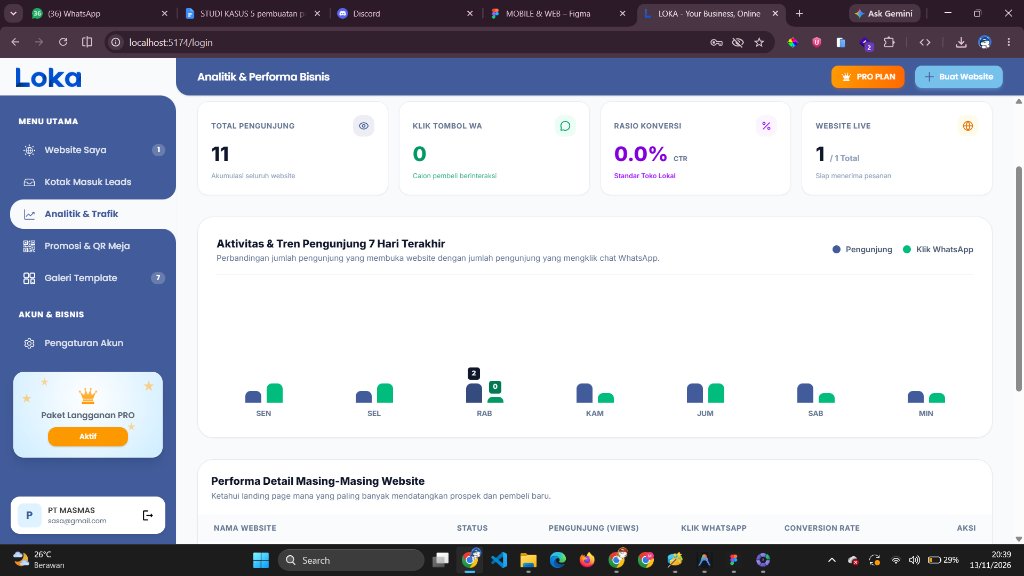 (36) WhatsApp
STUDI KASUS 5 pembuatan p
Discord
MOBILE & WEB – Figma
LOKA - Your Business, Online
Ask Gemini
localhost:5174/login
2
Loka
Analitik & Performa Bisnis
PRO PLAN
+ Buat Website
MENU UTAMA
Website Saya 1
Kotak Masuk Leads
Analitik & Trafik
Promosi & QR Meja
Galeri Template 7
AKUN & BISNIS
Pengaturan Akun
Paket Langganan PRO
Aktif
P
PT MASMAS
sasa@gmail.com
TOTAL PENGUNJUNG
11
Akumulasi seluruh website
KLIK TOMBOL WA
0
Calon pembeli berinteraksi
RASIO KONVERSI
%
0.0% CTR
Standar Toko Lokal
WEBSITE LIVE
1 / 1 Total
Siap menerima pesanan
Aktivitas & Tren Pengunjung 7 Hari Terakhir
Perbandingan jumlah pengunjung yang membuka website dengan jumlah pengunjung yang mengklik chat WhatsApp.
Pengunjung
Klik WhatsApp
2
0
SEN SEL RAB KAM JUM SAB MIN
Performa Detail Masing-Masing Website
Ketahui landing page mana yang paling banyak mendatangkan prospek dan pembeli baru.
NAMA WEBSITE STATUS PENGUNJUNG (VIEWS) KLIK WHATSAPP CONVERSION RATE AKSI
26°C
Berawan
Search
29%
20:39
13/11/2026